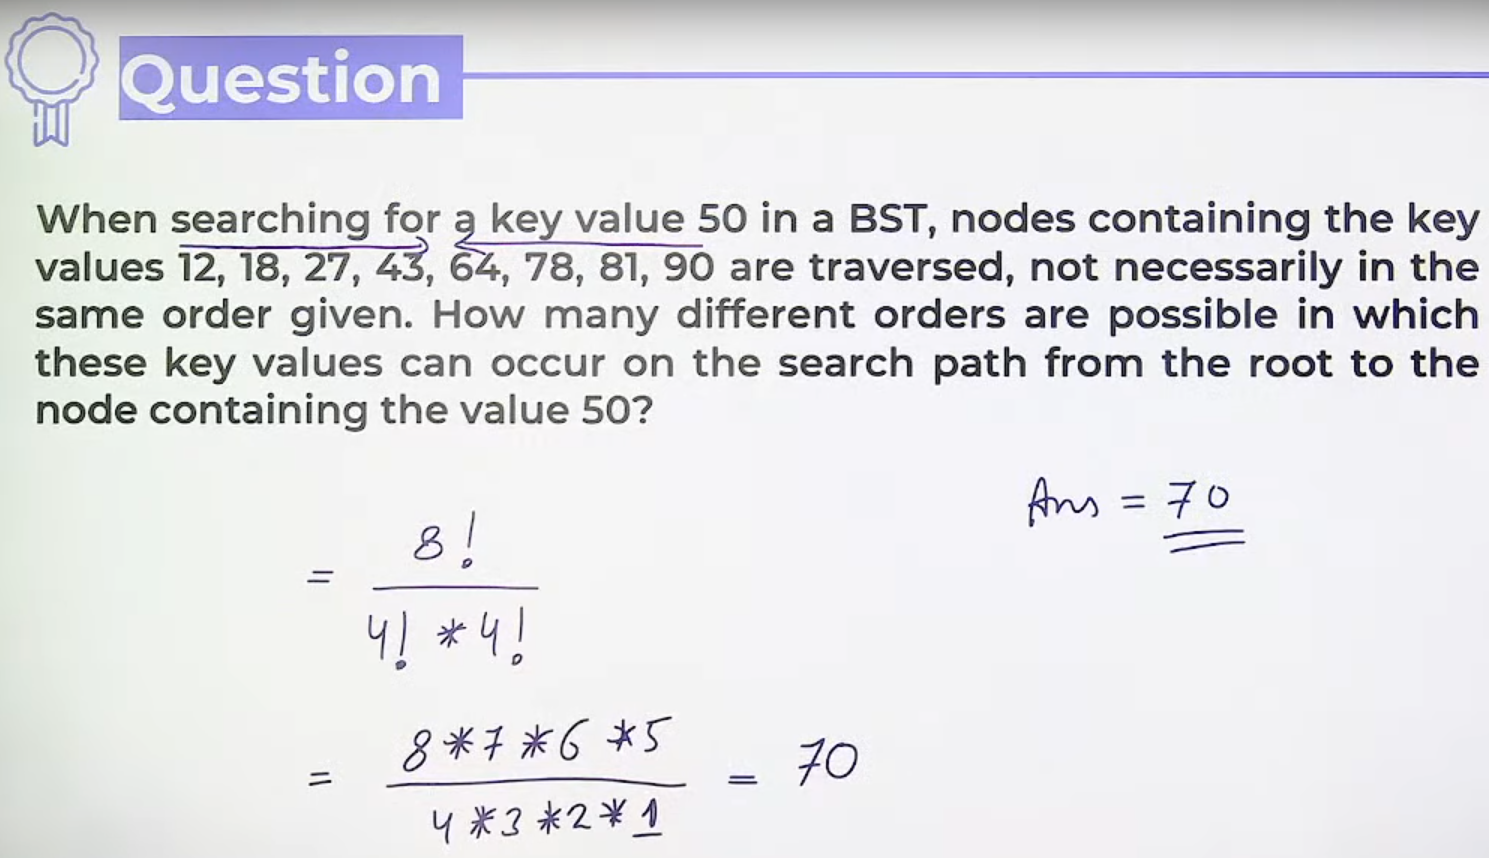 Question
When searching for a key value 50 in a BST, nodes containing the key
values 12, 18, 27, 43, 64, 78, 81, 90 are traversed, not necessarily in the
same order given. How many different orders are possible in which
these key values can occur on the search path from the root to the
node containing the value 50?
Ans = 70
= 8! / 4! * 4!
= 8*7*6*5 / 4*3*2*1 = 70